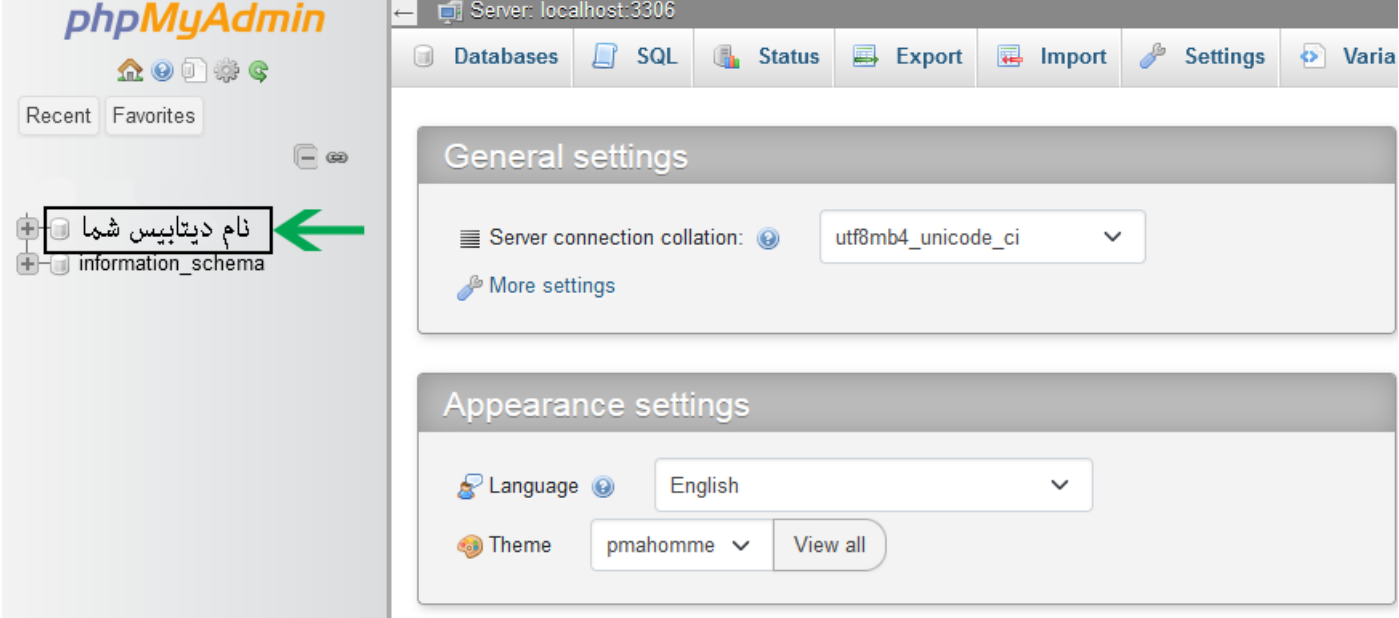 phpMyAdmin
Recent Favorites
نام دیتابیس شما
information_schema
Server: localhost:3306
Databases SQL Status Export Import Settings Varia
General settings
Server connection collation: utf8mb4_unicode_ci
More settings
Appearance settings
Language English
Theme pmahomme View all